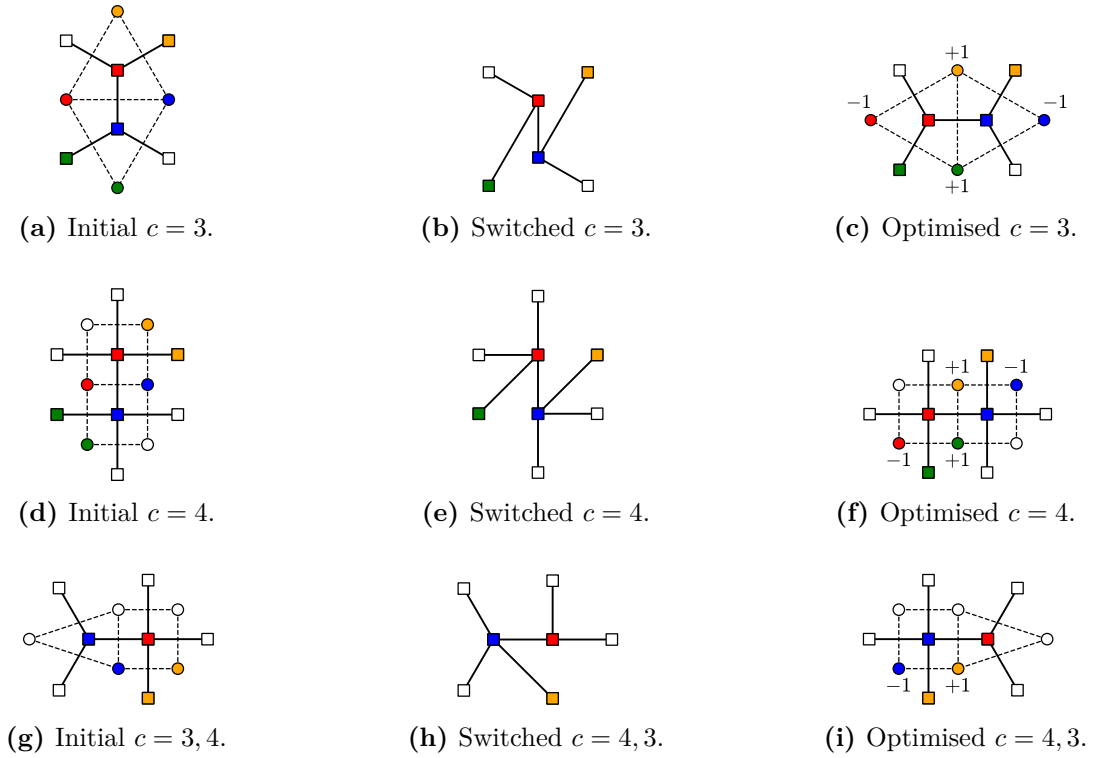 +1
−1
−1
+1
(a) Initial c = 3.
(b) Switched c = 3.
(c) Optimised c = 3.
+1
−1
−1
+1
(d) Initial c = 4.
(e) Switched c = 4.
(f) Optimised c = 4.
−1
+1
(g) Initial c = 3, 4.
(h) Switched c = 4, 3.
(i) Optimised c = 4, 3.